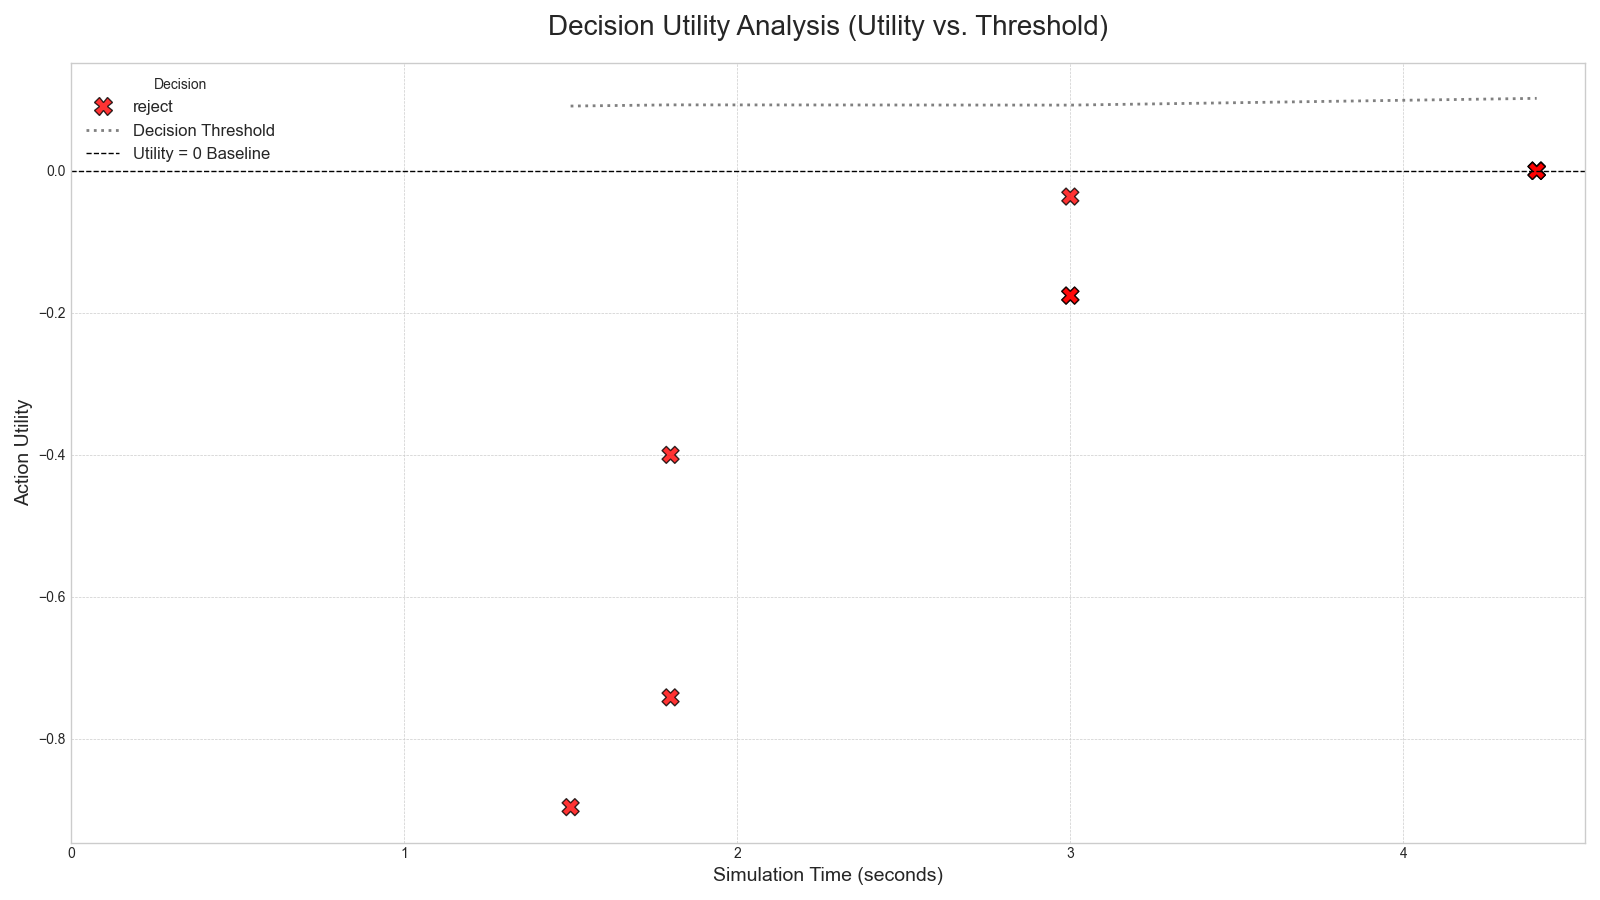 Decision Utility Analysis (Utility vs. Threshold)
Decision
reject
Decision Threshold
Utility = 0 Baseline
0.0
−0.2
−0.4
−0.6
−0.8
Action Utility
0
1
2
3
4
Simulation Time (seconds)